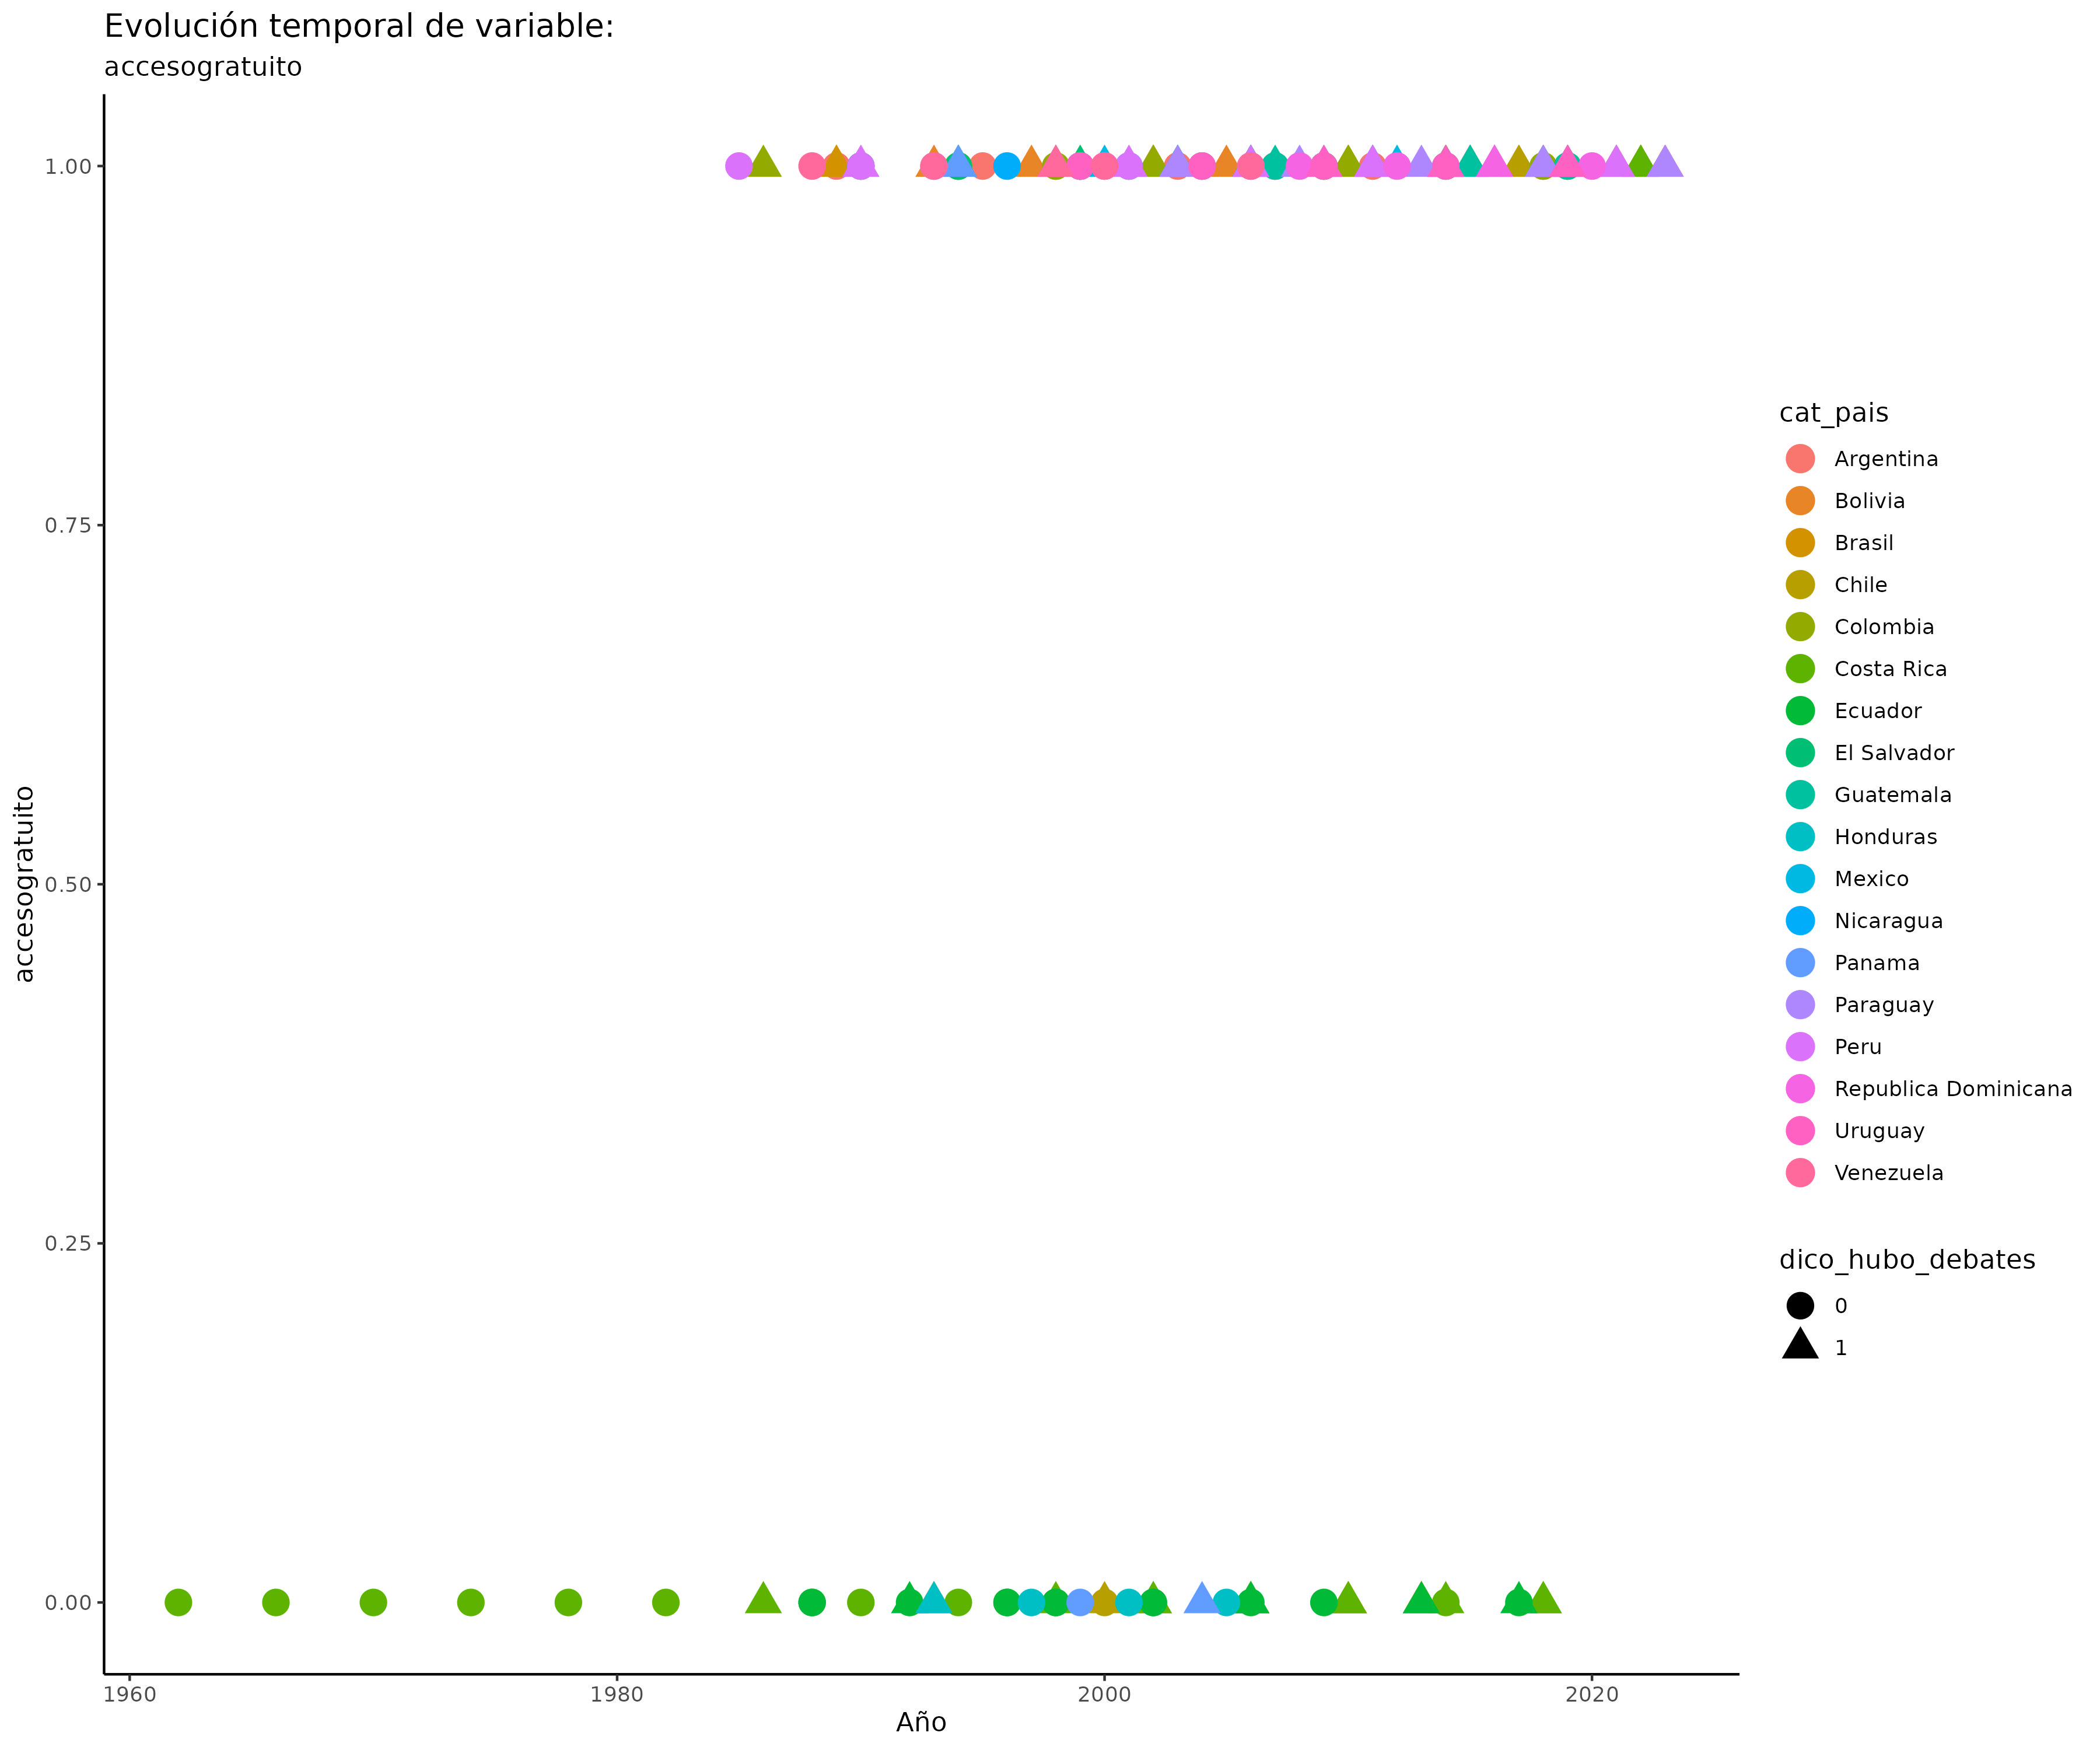 Evolución temporal de variable:
accesogratuito
1.00
0.75
0.50
0.25
0.00
accesogratuito
1960
1980
2000
2020
Año
cat_pais
Argentina
Bolivia
Brasil
Chile
Colombia
Costa Rica
Ecuador
El Salvador
Guatemala
Honduras
Mexico
Nicaragua
Panama
Paraguay
Peru
Republica Dominicana
Uruguay
Venezuela
dico_hubo_debates
0
1